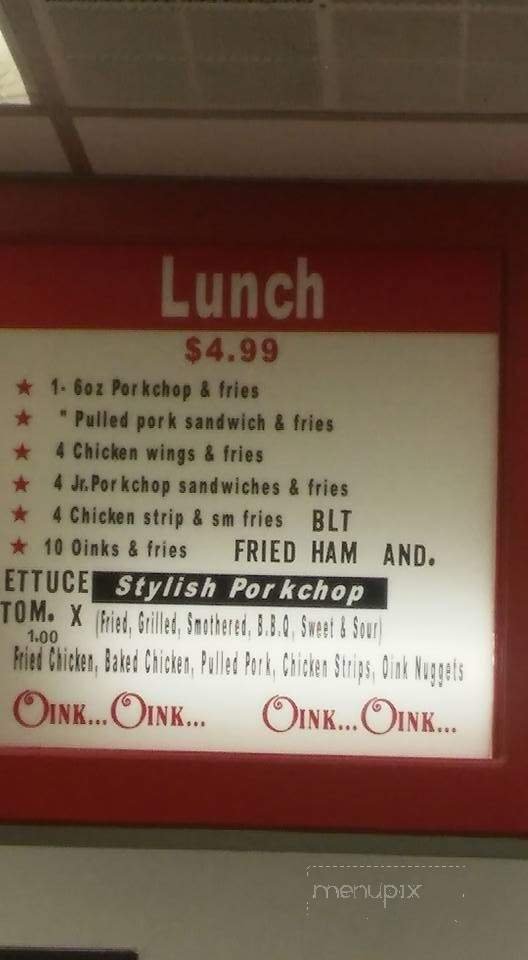 Lunch
$4.99
★ 1- 6oz Porkchop & fries
★ " Pulled pork sandwich & fries
★ 4 Chicken wings & fries
★ 4 Jr.Porkchop sandwiches & fries
★ 4 Chicken strip & sm fries BLT
★ 10 Oinks & fries FRIED HAM AND.
ETTUCE Stylish Porkchop
TOM. X (Fried, Grilled, Smothered, B.B.Q, Sweet & Sour)
1.00
Fried Chicken, Baked Chicken, Pulled Pork, Chicken Strips, Oink Nuggets
OINK... OINK... OINK... OINK...
menupix